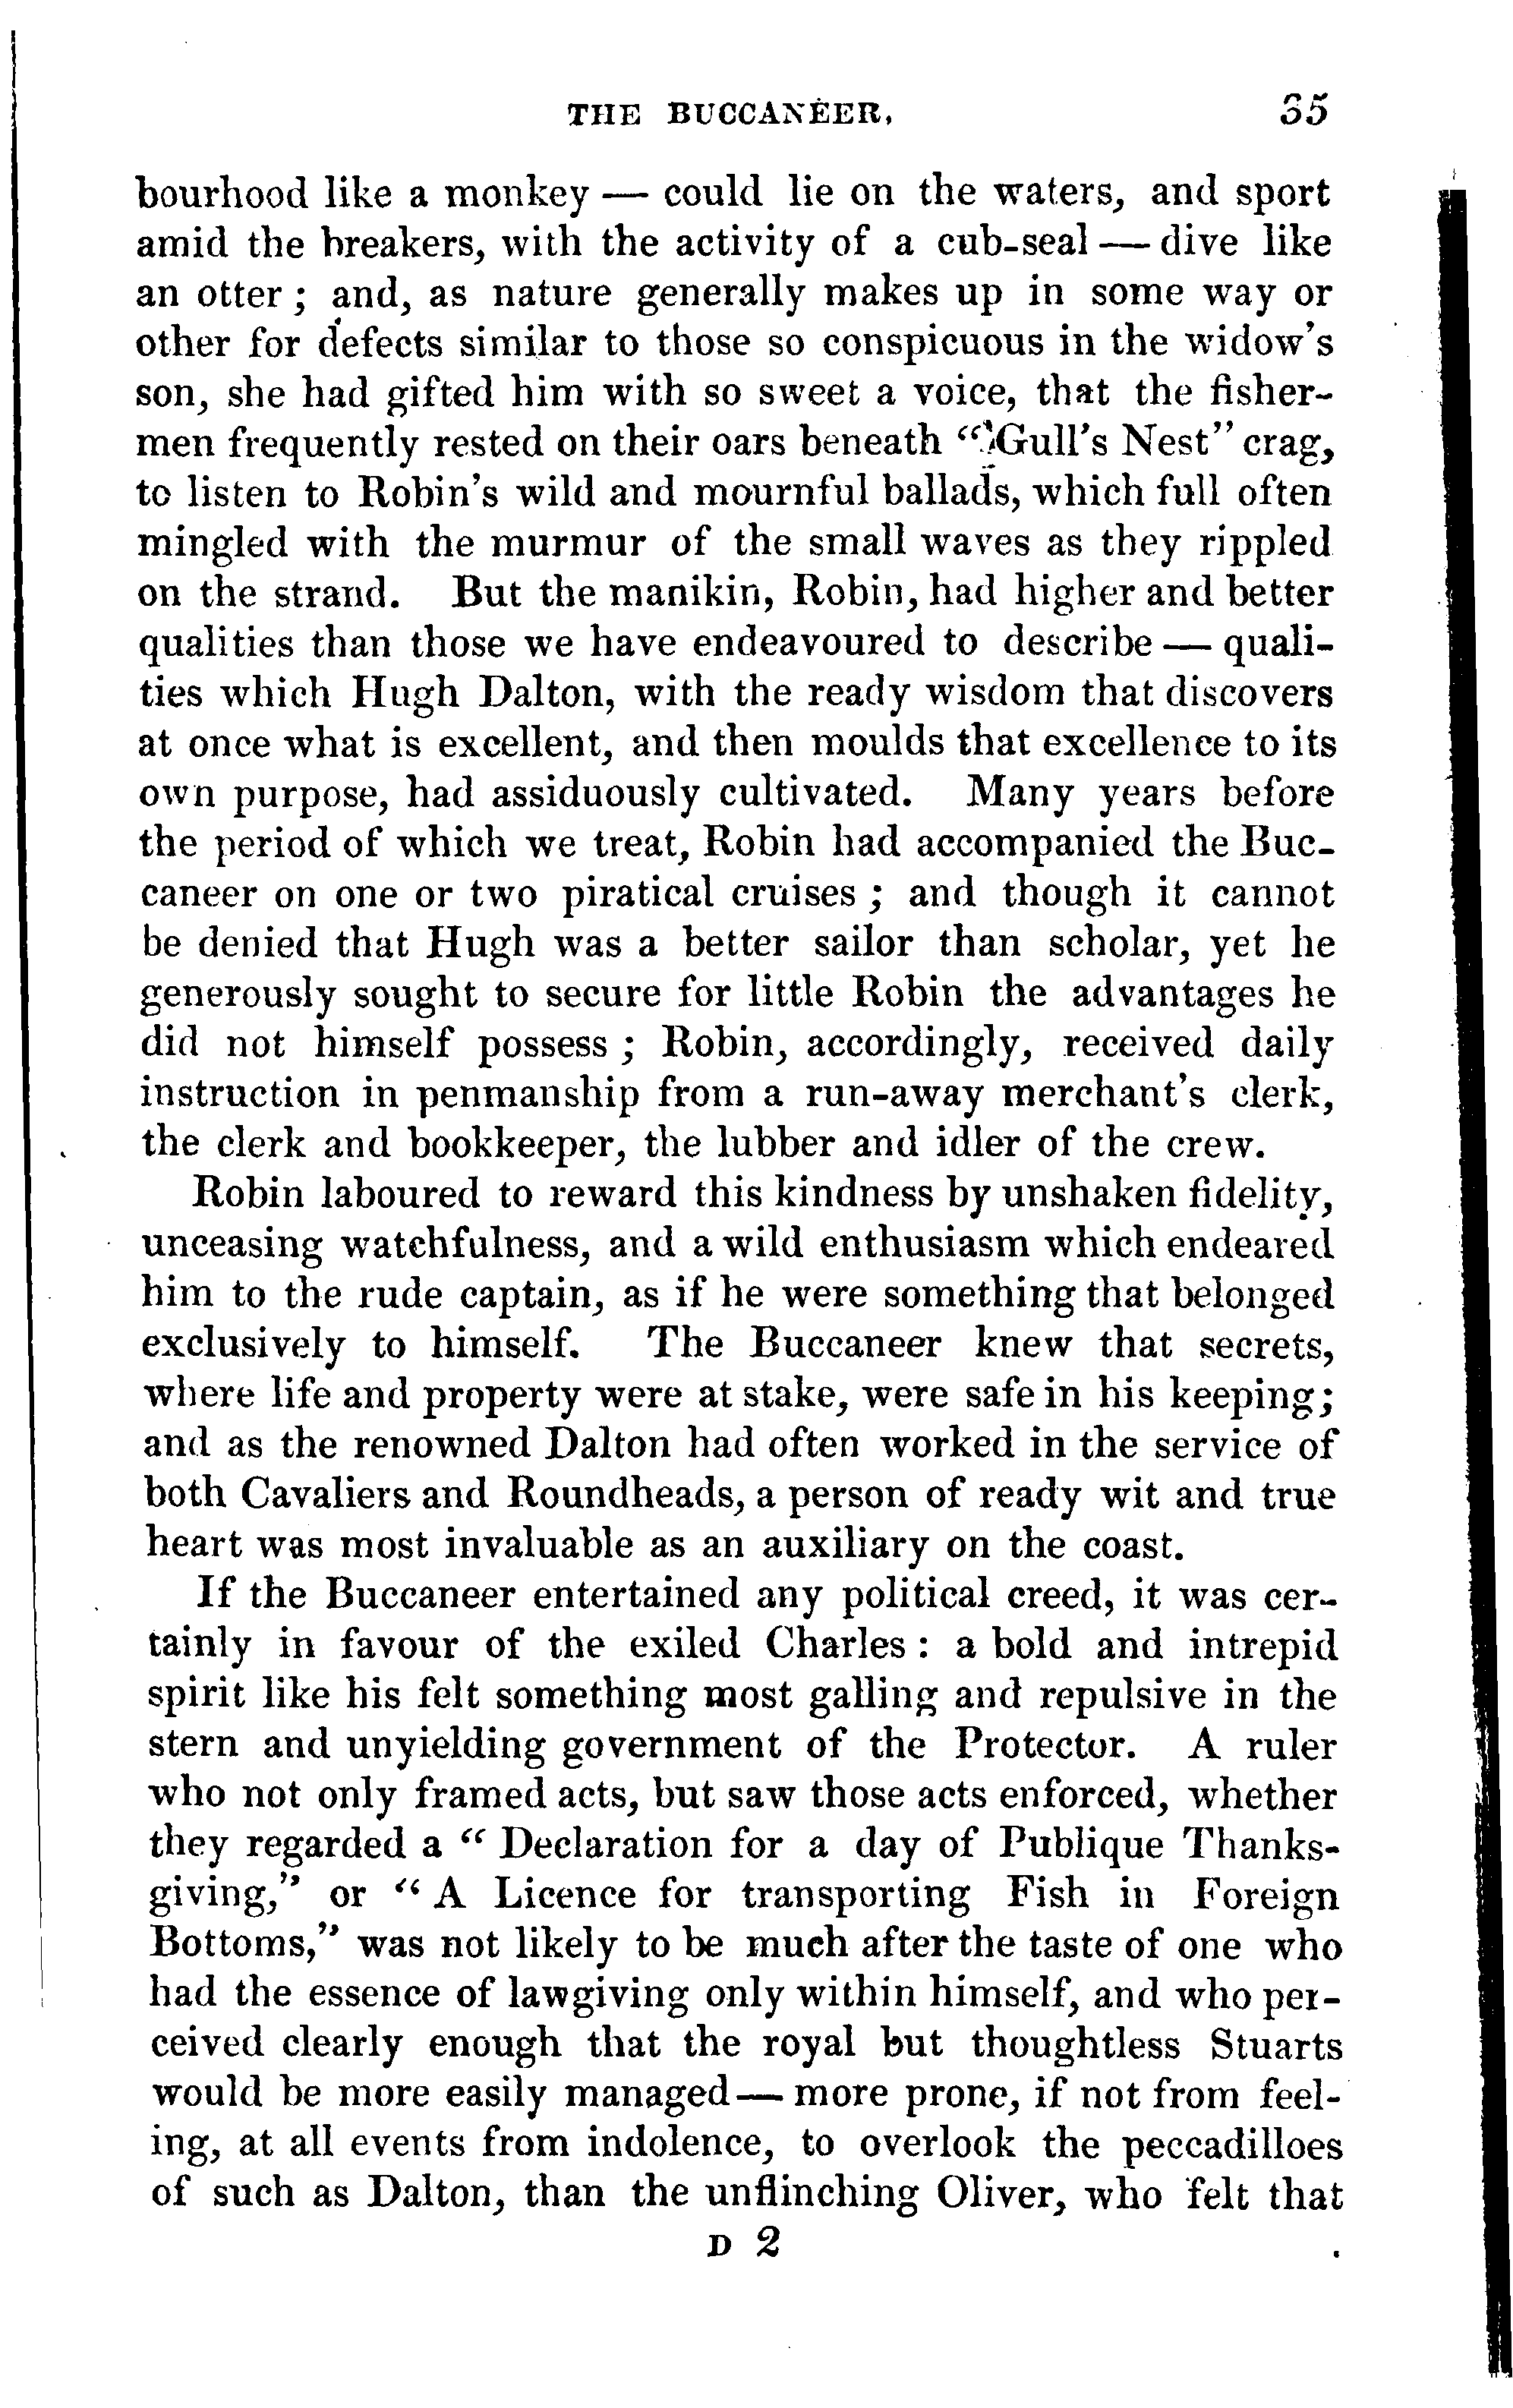 THE BUCCANEER. 35
bourhood like a monkey — could lie on the waters, and sport
amid the breakers, with the activity of a cub-seal — dive like
an otter ; and, as nature generally makes up in some way or
other for defects similar to those so conspicuous in the widow's
son, she had gifted him with so sweet a voice, that the fisher-
men frequently rested on their oars beneath “Gull's Nest” crag,
to listen to Robin's wild and mournful ballads, which full often
mingled with the murmur of the small waves as they rippled
on the strand. But the manikin, Robin, had higher and better
qualities than those we have endeavoured to describe — quali-
ties which Hugh Dalton, with the ready wisdom that discovers
at once what is excellent, and then moulds that excellence to its
own purpose, had assiduously cultivated. Many years before
the period of which we treat, Robin had accompanied the Buc-
caneer on one or two piratical cruises ; and though it cannot
be denied that Hugh was a better sailor than scholar, yet he
generously sought to secure for little Robin the advantages he
did not himself possess ; Robin, accordingly, received daily
instruction in penmanship from a run-away merchant's clerk,
the clerk and bookkeeper, the lubber and idler of the crew.
Robin laboured to reward this kindness by unshaken fidelity,
unceasing watchfulness, and a wild enthusiasm which endeared
him to the rude captain, as if he were something that belonged
exclusively to himself. The Buccaneer knew that secrets,
where life and property were at stake, were safe in his keeping;
and as the renowned Dalton had often worked in the service of
both Cavaliers and Roundheads, a person of ready wit and true
heart was most invaluable as an auxiliary on the coast.
If the Buccaneer entertained any political creed, it was cer-
tainly in favour of the exiled Charles : a bold and intrepid
spirit like his felt something most galling and repulsive in the
stern and unyielding government of the Protector. A ruler
who not only framed acts, but saw those acts enforced, whether
they regarded a “ Declaration for a day of Publique Thanks-
giving,” or “ A Licence for transporting Fish in Foreign
Bottoms,” was not likely to be much after the taste of one who
had the essence of lawgiving only within himself, and who per-
ceived clearly enough that the royal but thoughtless Stuarts
would be more easily managed — more prone, if not from feel-
ing, at all events from indolence, to overlook the peccadilloes
of such as Dalton, than the unflinching Oliver, who felt that
D 2